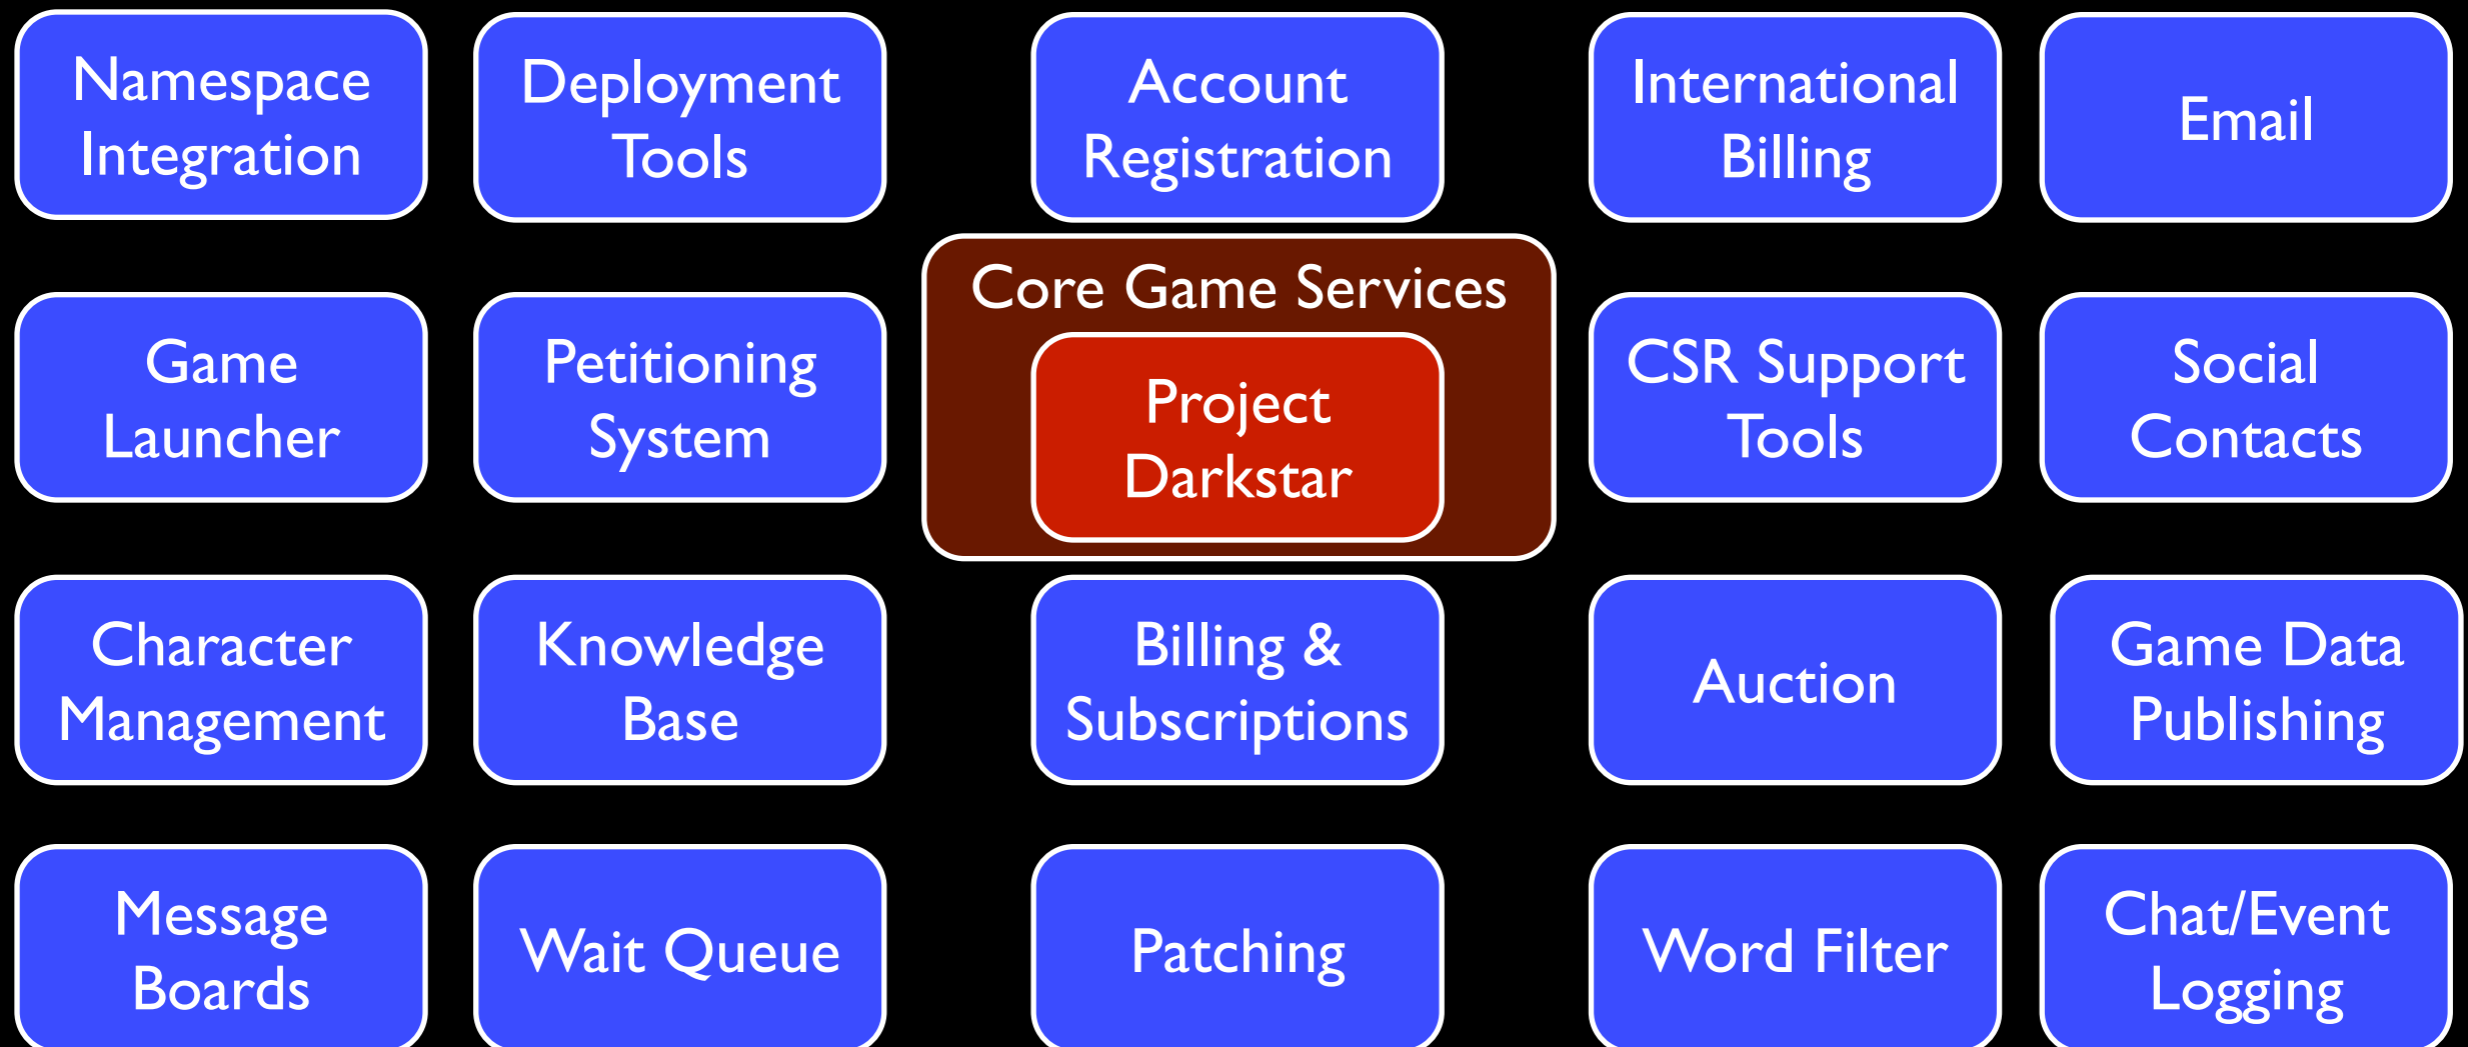 Namespace
Integration
Deployment
Tools
Account
Registration
International
Billing
Email
Game
Launcher
Petitioning
System
Core Game Services
Project
Darkstar
CSR Support
Tools
Social
Contacts
Character
Management
Knowledge
Base
Billing &
Subscriptions
Auction
Game Data
Publishing
Message
Boards
Wait Queue
Patching
Word Filter
Chat/Event
Logging